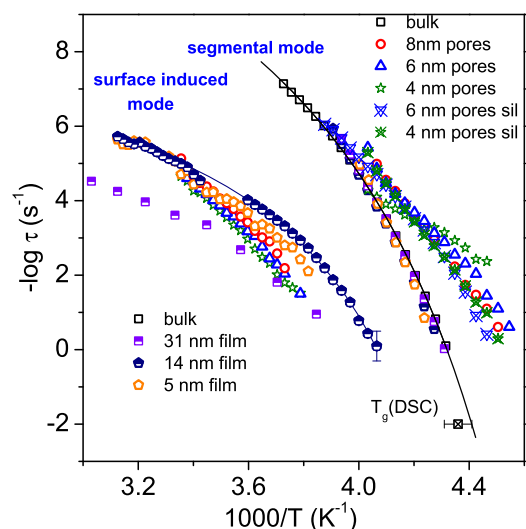 segmental mode
surface induced
mode
bulk
8nm pores
6 nm pores
4 nm pores
6 nm pores sil
4 nm pores sil
8
6
4
2
0
-2
-log τ (s⁻¹)
bulk
31 nm film
14 nm film
5 nm film
Tg(DSC)
3.2 3.6 4.0 4.4
1000/T (K⁻¹)